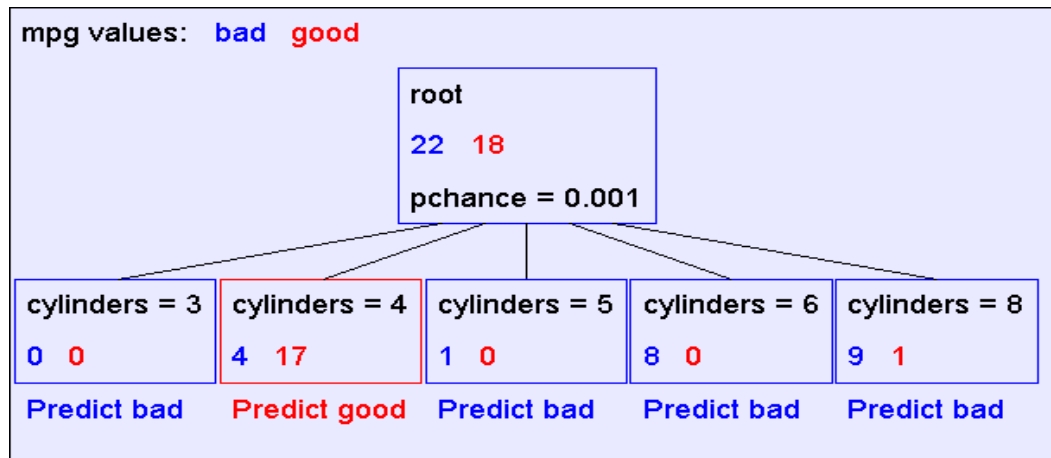 mpg values: bad good
root
22 18
pchance = 0.001
cylinders = 3 cylinders = 4 cylinders = 5 cylinders = 6 cylinders = 8
0 0 4 17 1 0 8 0 9 1
Predict bad Predict good Predict bad Predict bad Predict bad